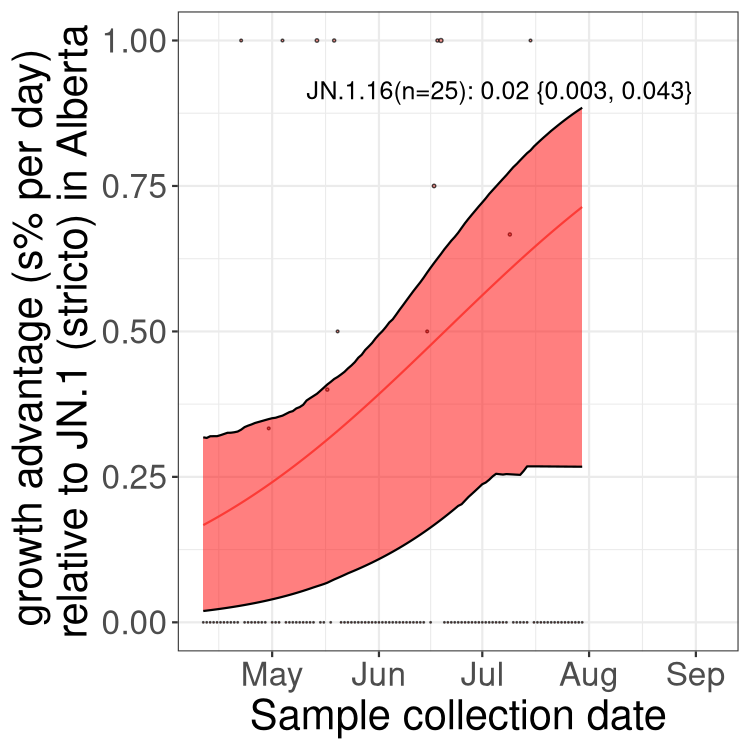 growth advantage (s% per day)
relative to JN.1 (stricto) in Alberta
1.00
0.75
0.50
0.25
0.00
JN.1.16(n=25): 0.02 {0.003, 0.043}
May Jun Jul Aug Sep
Sample collection date